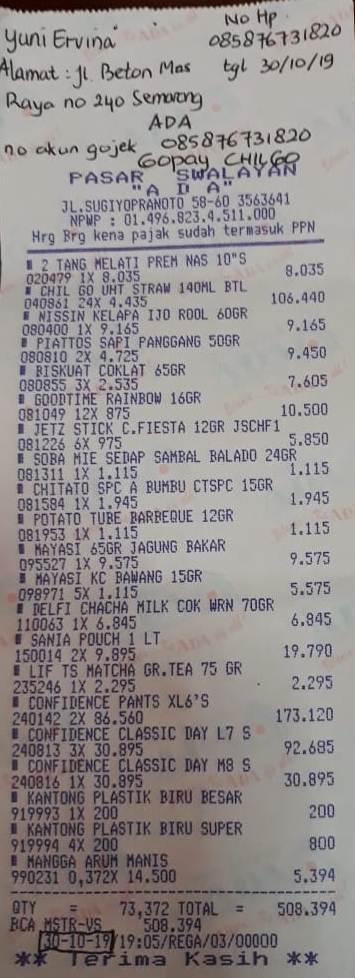 Yuni Ervina
No Hp.
085876731820
Alamat : Jl. Beton Mas
tgl 30/10/19
Raya no 240 Semarang
ADA
no akun gojek 085876731820
Gopay CHILGO
PASAR SWALAYAN
"A D A"
JL.SUGIYOPRANOTO 58-60 3563641
NPWP : 01.496.823.4.511.000
Hrg Brg kena pajak sudah termasuk PPN
2 TANG MELATI PREM NAS 10"S
020479 1X 8.035 8.035
CHIL GO UHT STRAW 140ML BTL
040861 24X 4.435 106.440
NISSIN KELAPA IJO ROOL 60GR
080400 1X 9.165 9.165
PIATTOS SAPI PANGGANG 50GR
080810 2X 4.725 9.450
BISKUAT COKLAT 65GR
080855 3X 2.535 7.605
GOODTIME RAINBOW 16GR
081049 12X 875 10.500
JETZ STICK C.FIESTA 12GR JSCHF1
081226 6X 975 5.850
SOBA MIE SEDAP SAMBAL BALADO 24GR
081311 1X 1.115 1.115
CHITATO SPC A BUMBU CTSPC 15GR
081584 1X 1.945 1.945
POTATO TUBE BARBEQUE 12GR
081953 1X 1.115 1.115
MAYASI 65GR JAGUNG BAKAR
095527 1X 9.575 9.575
MAYASI KC BAWANG 15GR
098971 5X 1.115 5.575
DELFI CHACHA MILK COK WRN 70GR
110063 1X 6.845 6.845
SANIA POUCH 1 LT
150014 2X 9.895 19.790
LIF TS MATCHA GR.TEA 75 GR
235246 1X 2.295 2.295
CONFIDENCE PANTS XL6'S
240142 2X 86.560 173.120
CONFIDENCE CLASSIC DAY L7 S
240813 3X 30.895 92.685
CONFIDENCE CLASSIC DAY M8 S
240816 1X 30.895 30.895
KANTONG PLASTIK BIRU BESAR
919993 1X 200 200
KANTONG PLASTIK BIRU SUPER
919994 4X 200 800
MANGGA ARUM MANIS
990231 0,372X 14.500 5.394
QTY = 73,372 TOTAL = 508.394
BCA MSTR-VS 508.394
30-10-19/19:05/REGA/03/00000
** Terima Kasih **